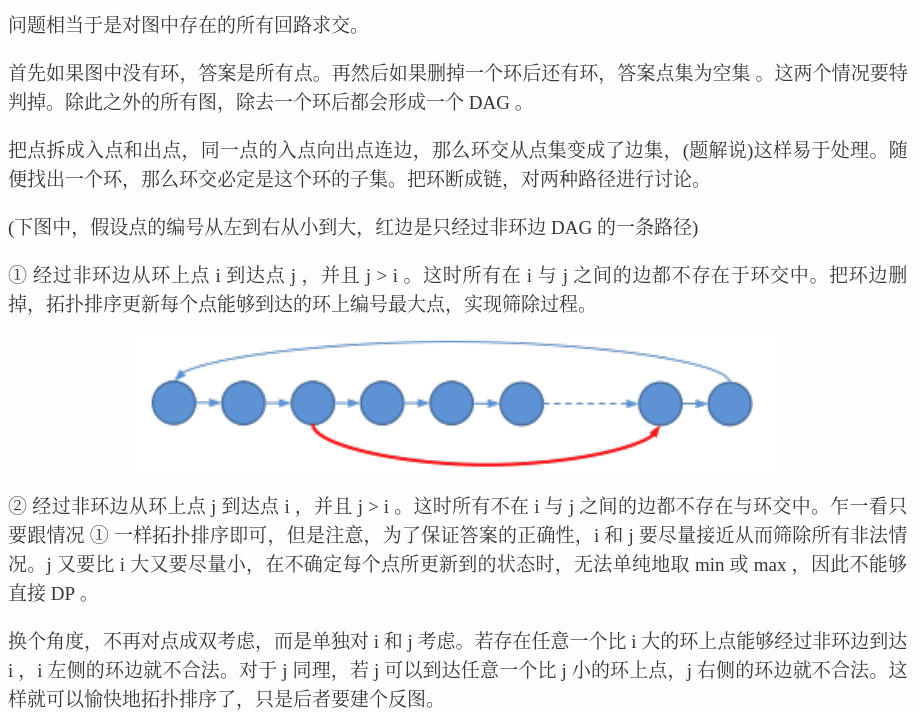 问题相当于是对图中存在的所有回路求交。
首先如果图中没有环，答案是所有点。再然后如果删掉一个环后还有环，答案点集为空集 。这两个情况要特
判掉。除此之外的所有图，除去一个环后都会形成一个 DAG 。
把点拆成入点和出点，同一点的入点向出点连边，那么环交从点集变成了边集，(题解说)这样易于处理。随
便找出一个环，那么环交必定是这个环的子集。把环断成链，对两种路径进行讨论。
(下图中，假设点的编号从左到右从小到大，红边是只经过非环边 DAG 的一条路径)
① 经过非环边从环上点 i 到达点 j ，并且 j > i 。这时所有在 i 与 j 之间的边都不存在于环交中。把环边删
掉，拓扑排序更新每个点能够到达的环上编号最大点，实现筛除过程。
② 经过非环边从环上点 j 到达点 i ，并且 j > i 。这时所有不在 i 与 j 之间的边都不存在与环交中。乍一看只
要跟情况 ① 一样拓扑排序即可，但是注意，为了保证答案的正确性，i 和 j 要尽量接近从而筛除所有非法情
况。j 又要比 i 大又要尽量小，在不确定每个点所更新到的状态时，无法单纯地取 min 或 max ，因此不能够
直接 DP 。
换个角度，不再对点成双考虑，而是单独对 i 和 j 考虑。若存在任意一个比 i 大的环上点能够经过非环边到达
i ，i 左侧的环边就不合法。对于 j 同理，若 j 可以到达任意一个比 j 小的环上点，j 右侧的环边就不合法。这
样就可以愉快地拓扑排序了，只是后者要建个反图。